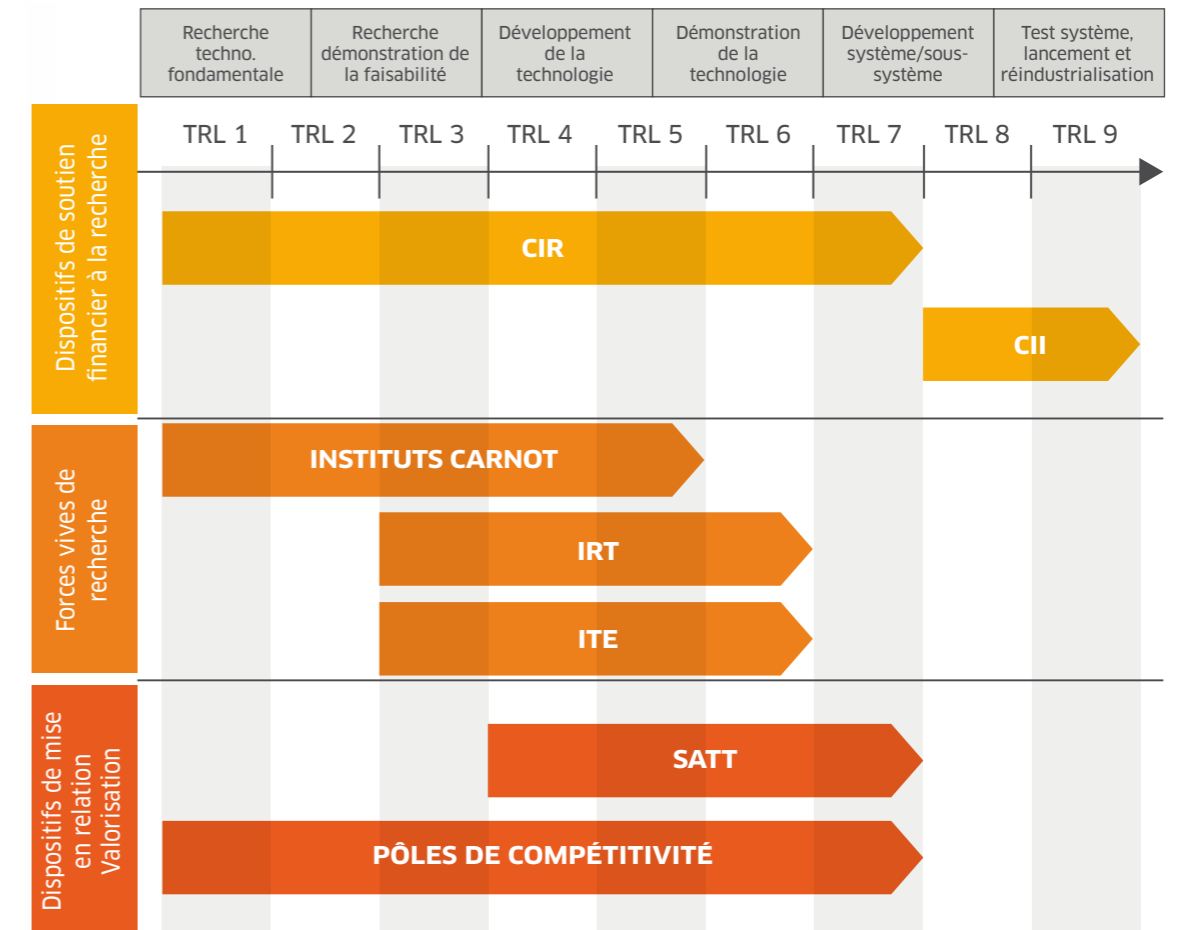 Recherche
techno.
fondamentale
Recherche
démonstration de
la faisabilité
Développement
de la
technologie
Démonstration
de la
technologie
Développement
système/sous-
système
Test système,
lancement et
réindustrialisation
TRL 1 TRL 2 TRL 3 TRL 4 TRL 5 TRL 6 TRL 7 TRL 8 TRL 9
Dispositifs de soutien
financier à la recherche
CIR
CII
Forces vives de
recherche
INSTITUTS CARNOT
IRT
ITE
Dispositifs de mise
en relation
Valorisation
SATT
PÔLES DE COMPÉTITIVITÉ